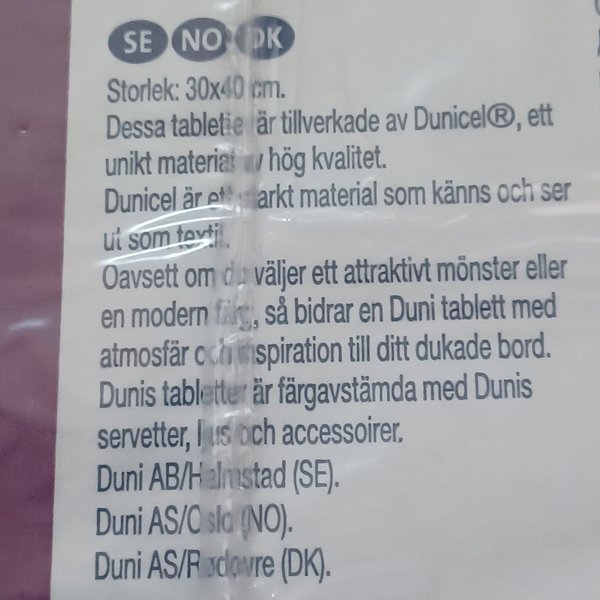 SE NO DK
Storlek: 30x40 cm.
Dessa tabletter är tillverkade av Dunicel®, ett
unikt material av hög kvalitet.
Dunicel är ett starkt material som känns och ser
ut som textil.
Oavsett om du väljer ett attraktivt mönster eller
en modern färg, så bidrar en Duni tablett med
atmosfär och inspiration till ditt dukade bord.
Dunis tabletter är färgavstämda med Dunis
servetter, ljus och accessoirer.
Duni AB/Halmstad (SE).
Duni AS/Oslo (NO).
Duni AS/Rødovre (DK).